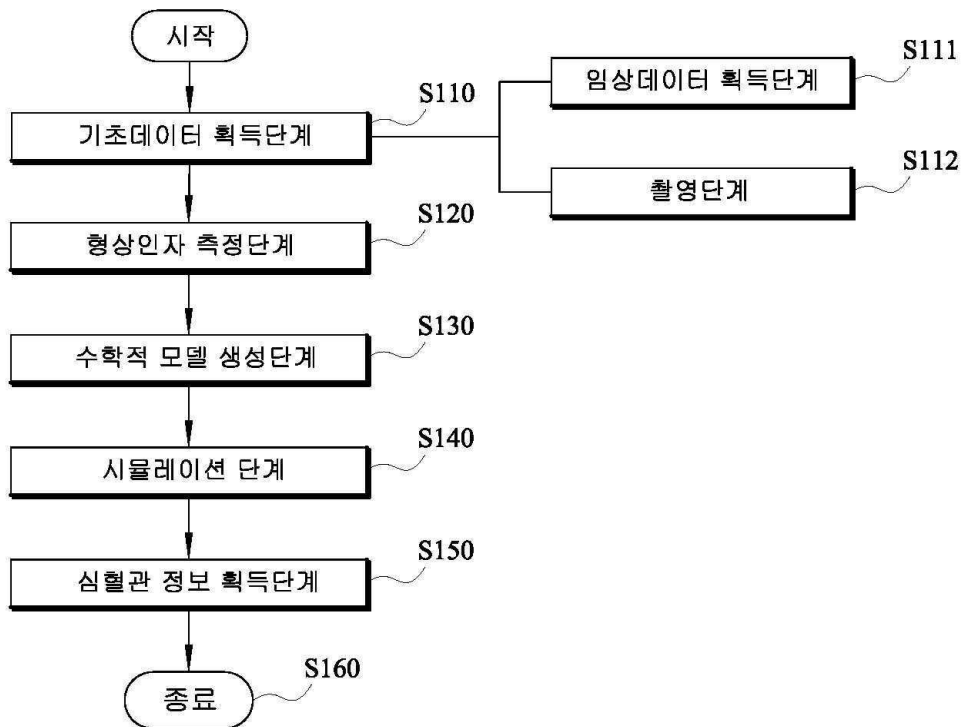 시작
S110
기초데이터 획득단계
S111
임상데이터 획득단계
S112
촬영단계
S120
형상인자 측정단계
S130
수학적 모델 생성단계
S140
시뮬레이션 단계
S150
심혈관 정보 획득단계
S160
종료